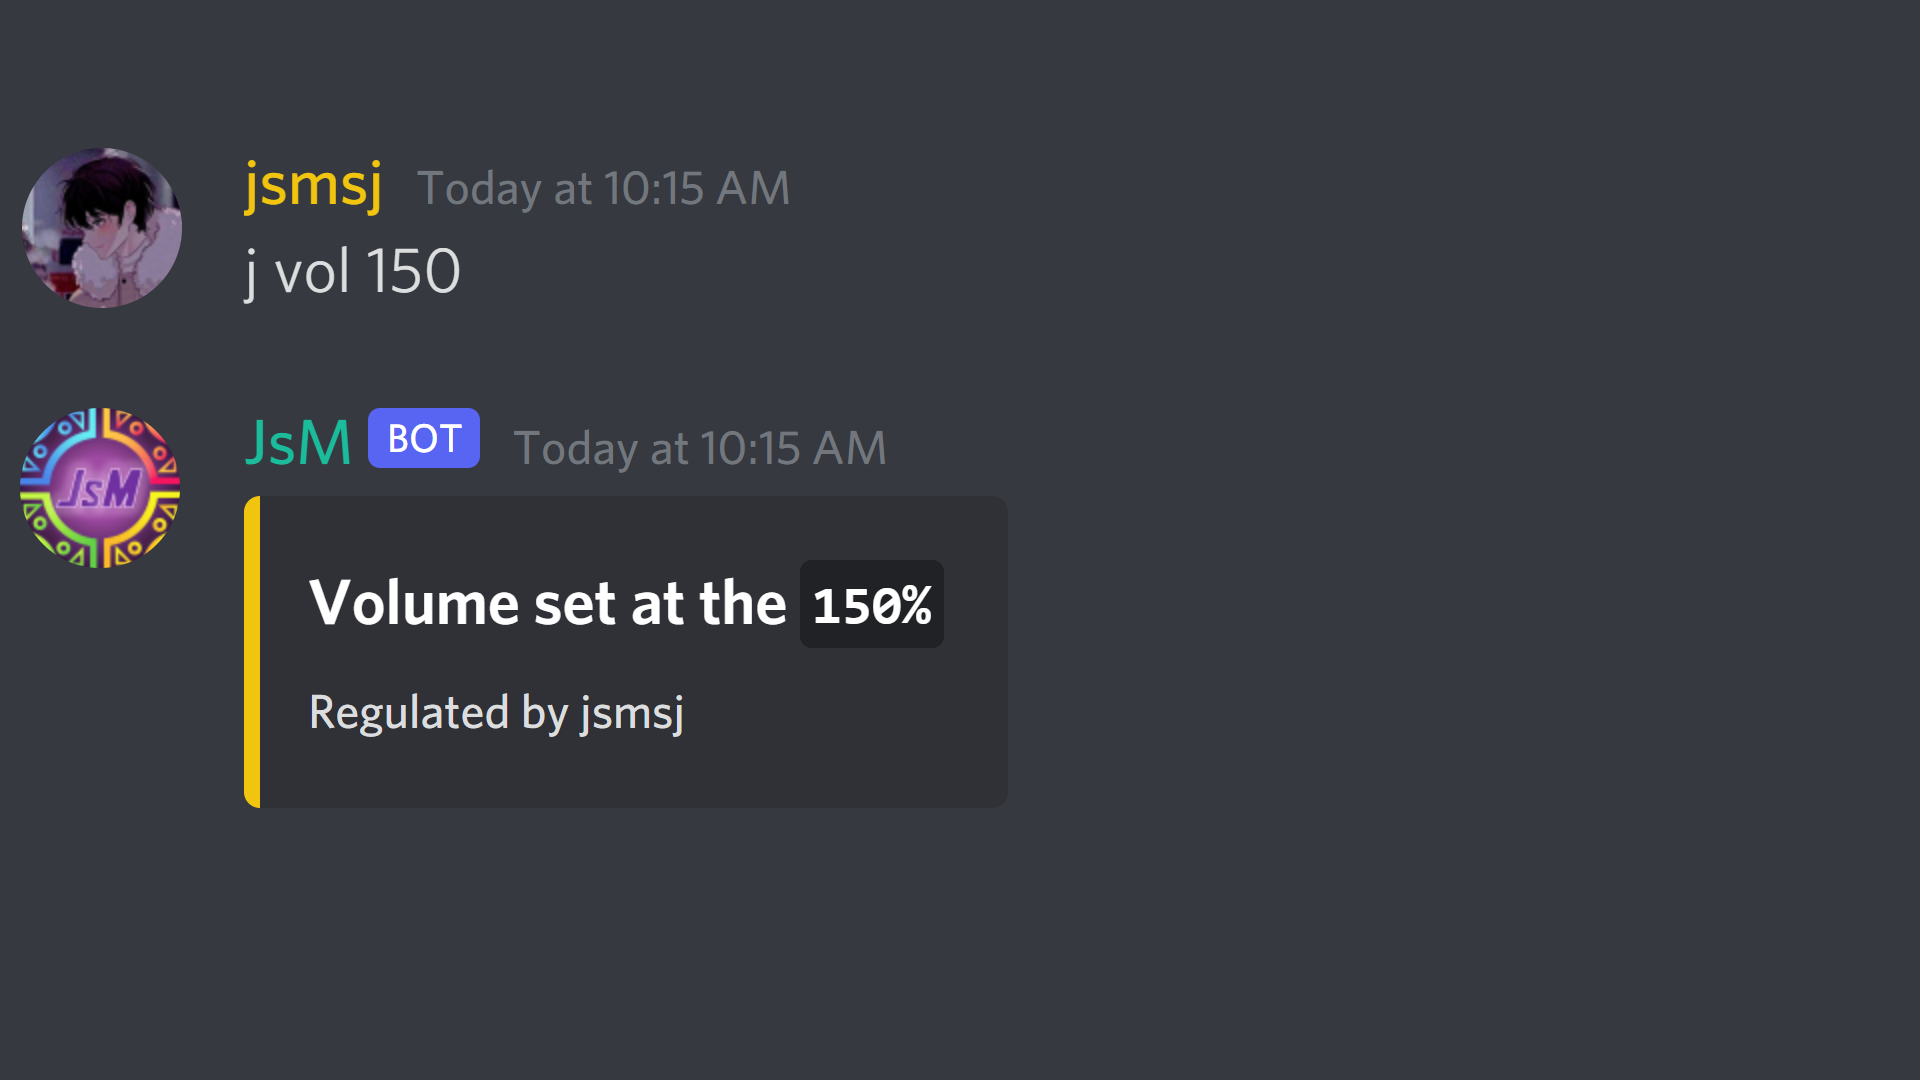 jsmsj Today at 10:15 AM
j vol 150
JsM BOT Today at 10:15 AM
JsM
Volume set at the 150%
Regulated by jsmsj